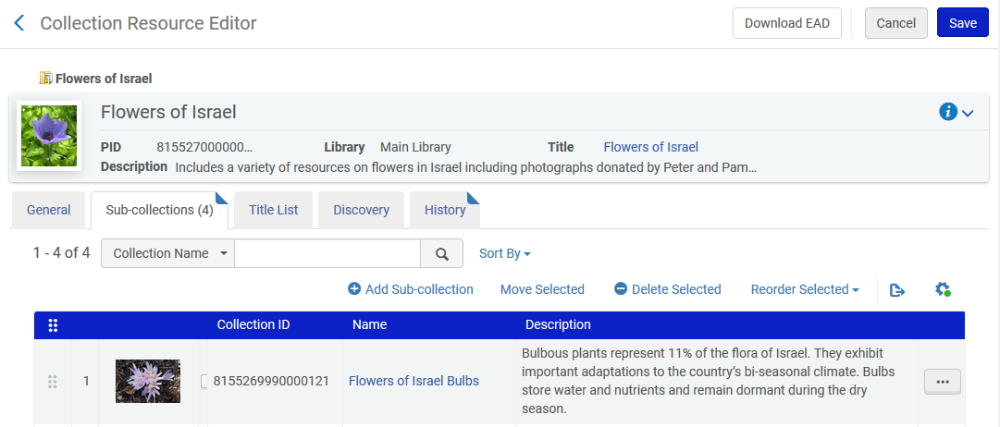 Collection Resource Editor
Download EAD
Cancel
Save
Flowers of Israel
Flowers of Israel
PID 815527000000… Library Main Library Title Flowers of Israel
Description Includes a variety of resources on flowers in Israel including photographs donated by Peter and Pam…
General
Sub-collections (4)
Title List
Discovery
History
1 - 4 of 4
Collection Name
Sort By
Add Sub-collection
Move Selected
Delete Selected
Reorder Selected
Collection ID Name Description
1 8155269990000121 Flowers of Israel Bulbs
Bulbous plants represent 11% of the flora of Israel. They exhibit
important adaptations to the country's bi-seasonal climate. Bulbs
store water and nutrients and remain dormant during the dry
season.